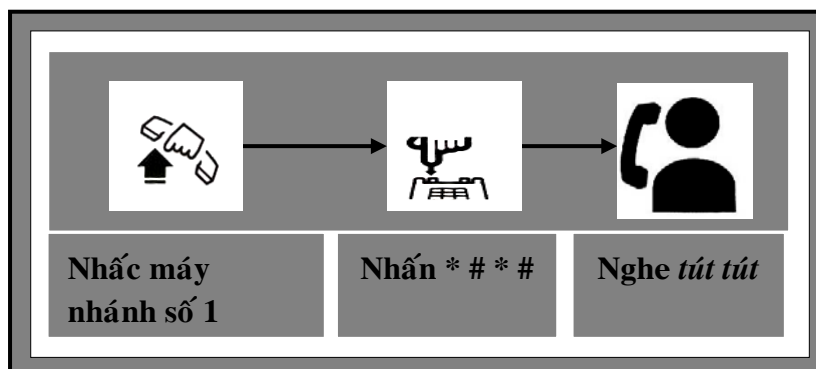 Nhấc máy
nhánh số 1
Nhấn * # * #
Nghe tút tút